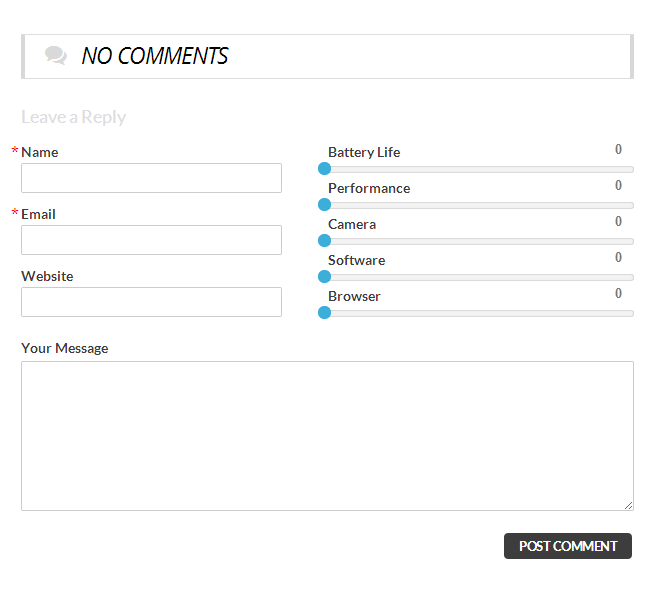 NO COMMENTS
Leave a Reply
* Name
* Email
Website
Battery Life 0
Performance 0
Camera 0
Software 0
Browser 0
Your Message
POST COMMENT